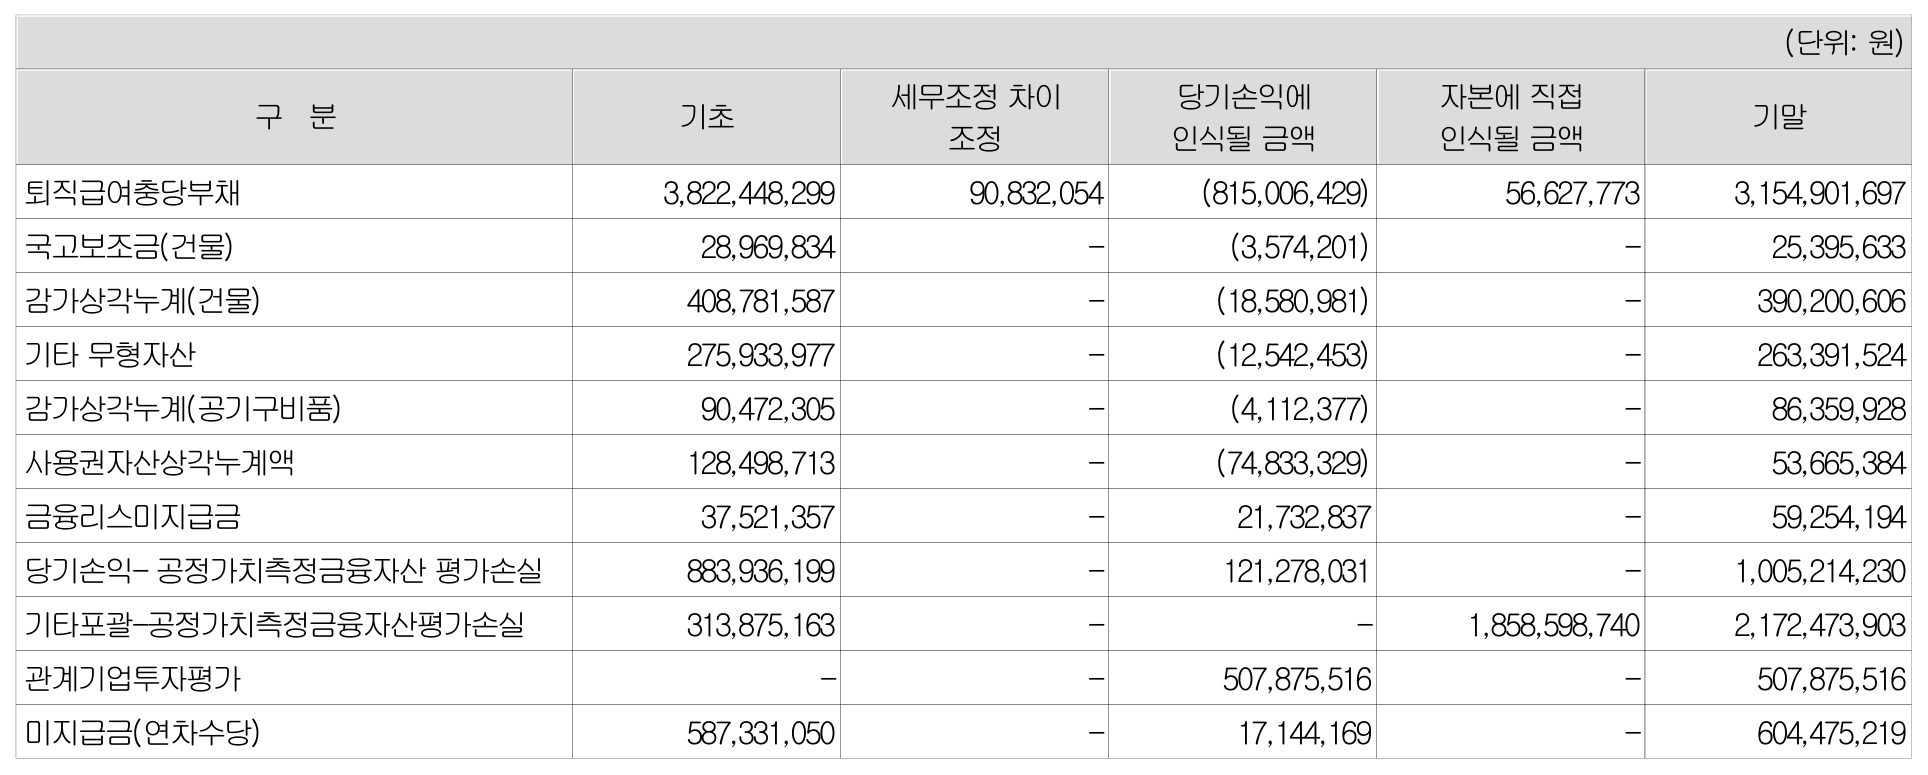 (단위: 원)
구 분 기초 세무조정 차이 조정 당기손익에 인식될 금액 자본에 직접 인식될 금액 기말
퇴직급여충당부채 3,822,448,299 90,832,054 (815,006,429) 56,627,773 3,154,901,697
국고보조금(건물) 28,969,834 - (3,574,201) - 25,395,633
감가상각누계(건물) 408,781,587 - (18,580,981) - 390,200,606
기타 무형자산 275,933,977 - (12,542,453) - 263,391,524
감가상각누계(공기구비품) 90,472,305 - (4,112,377) - 86,359,928
사용권자산상각누계액 128,498,713 - (74,833,329) - 53,665,384
금융리스미지급금 37,521,357 - 21,732,837 - 59,254,194
당기손익- 공정가치측정금융자산 평가손실 883,936,199 - 121,278,031 - 1,005,214,230
기타포괄-공정가치측정금융자산평가손실 313,875,163 - - 1,858,598,740 2,172,473,903
관계기업투자평가 - - 507,875,516 - 507,875,516
미지급금(연차수당) 587,331,050 - 17,144,169 - 604,475,219